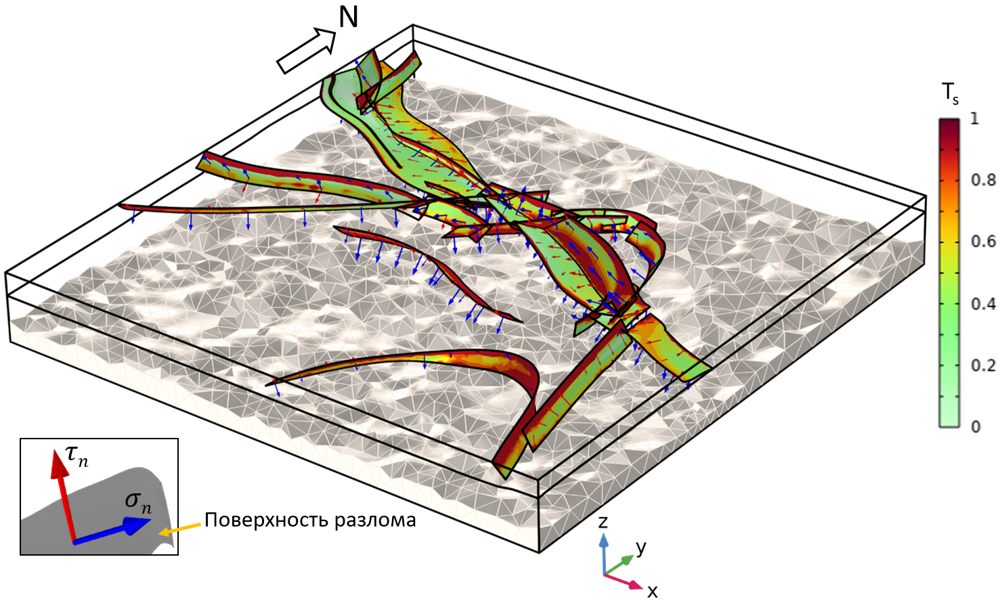 N
Tₛ
1
0.8
0.6
0.4
0.2
0
τₙ
σₙ
Поверхность разлома
z
y
x